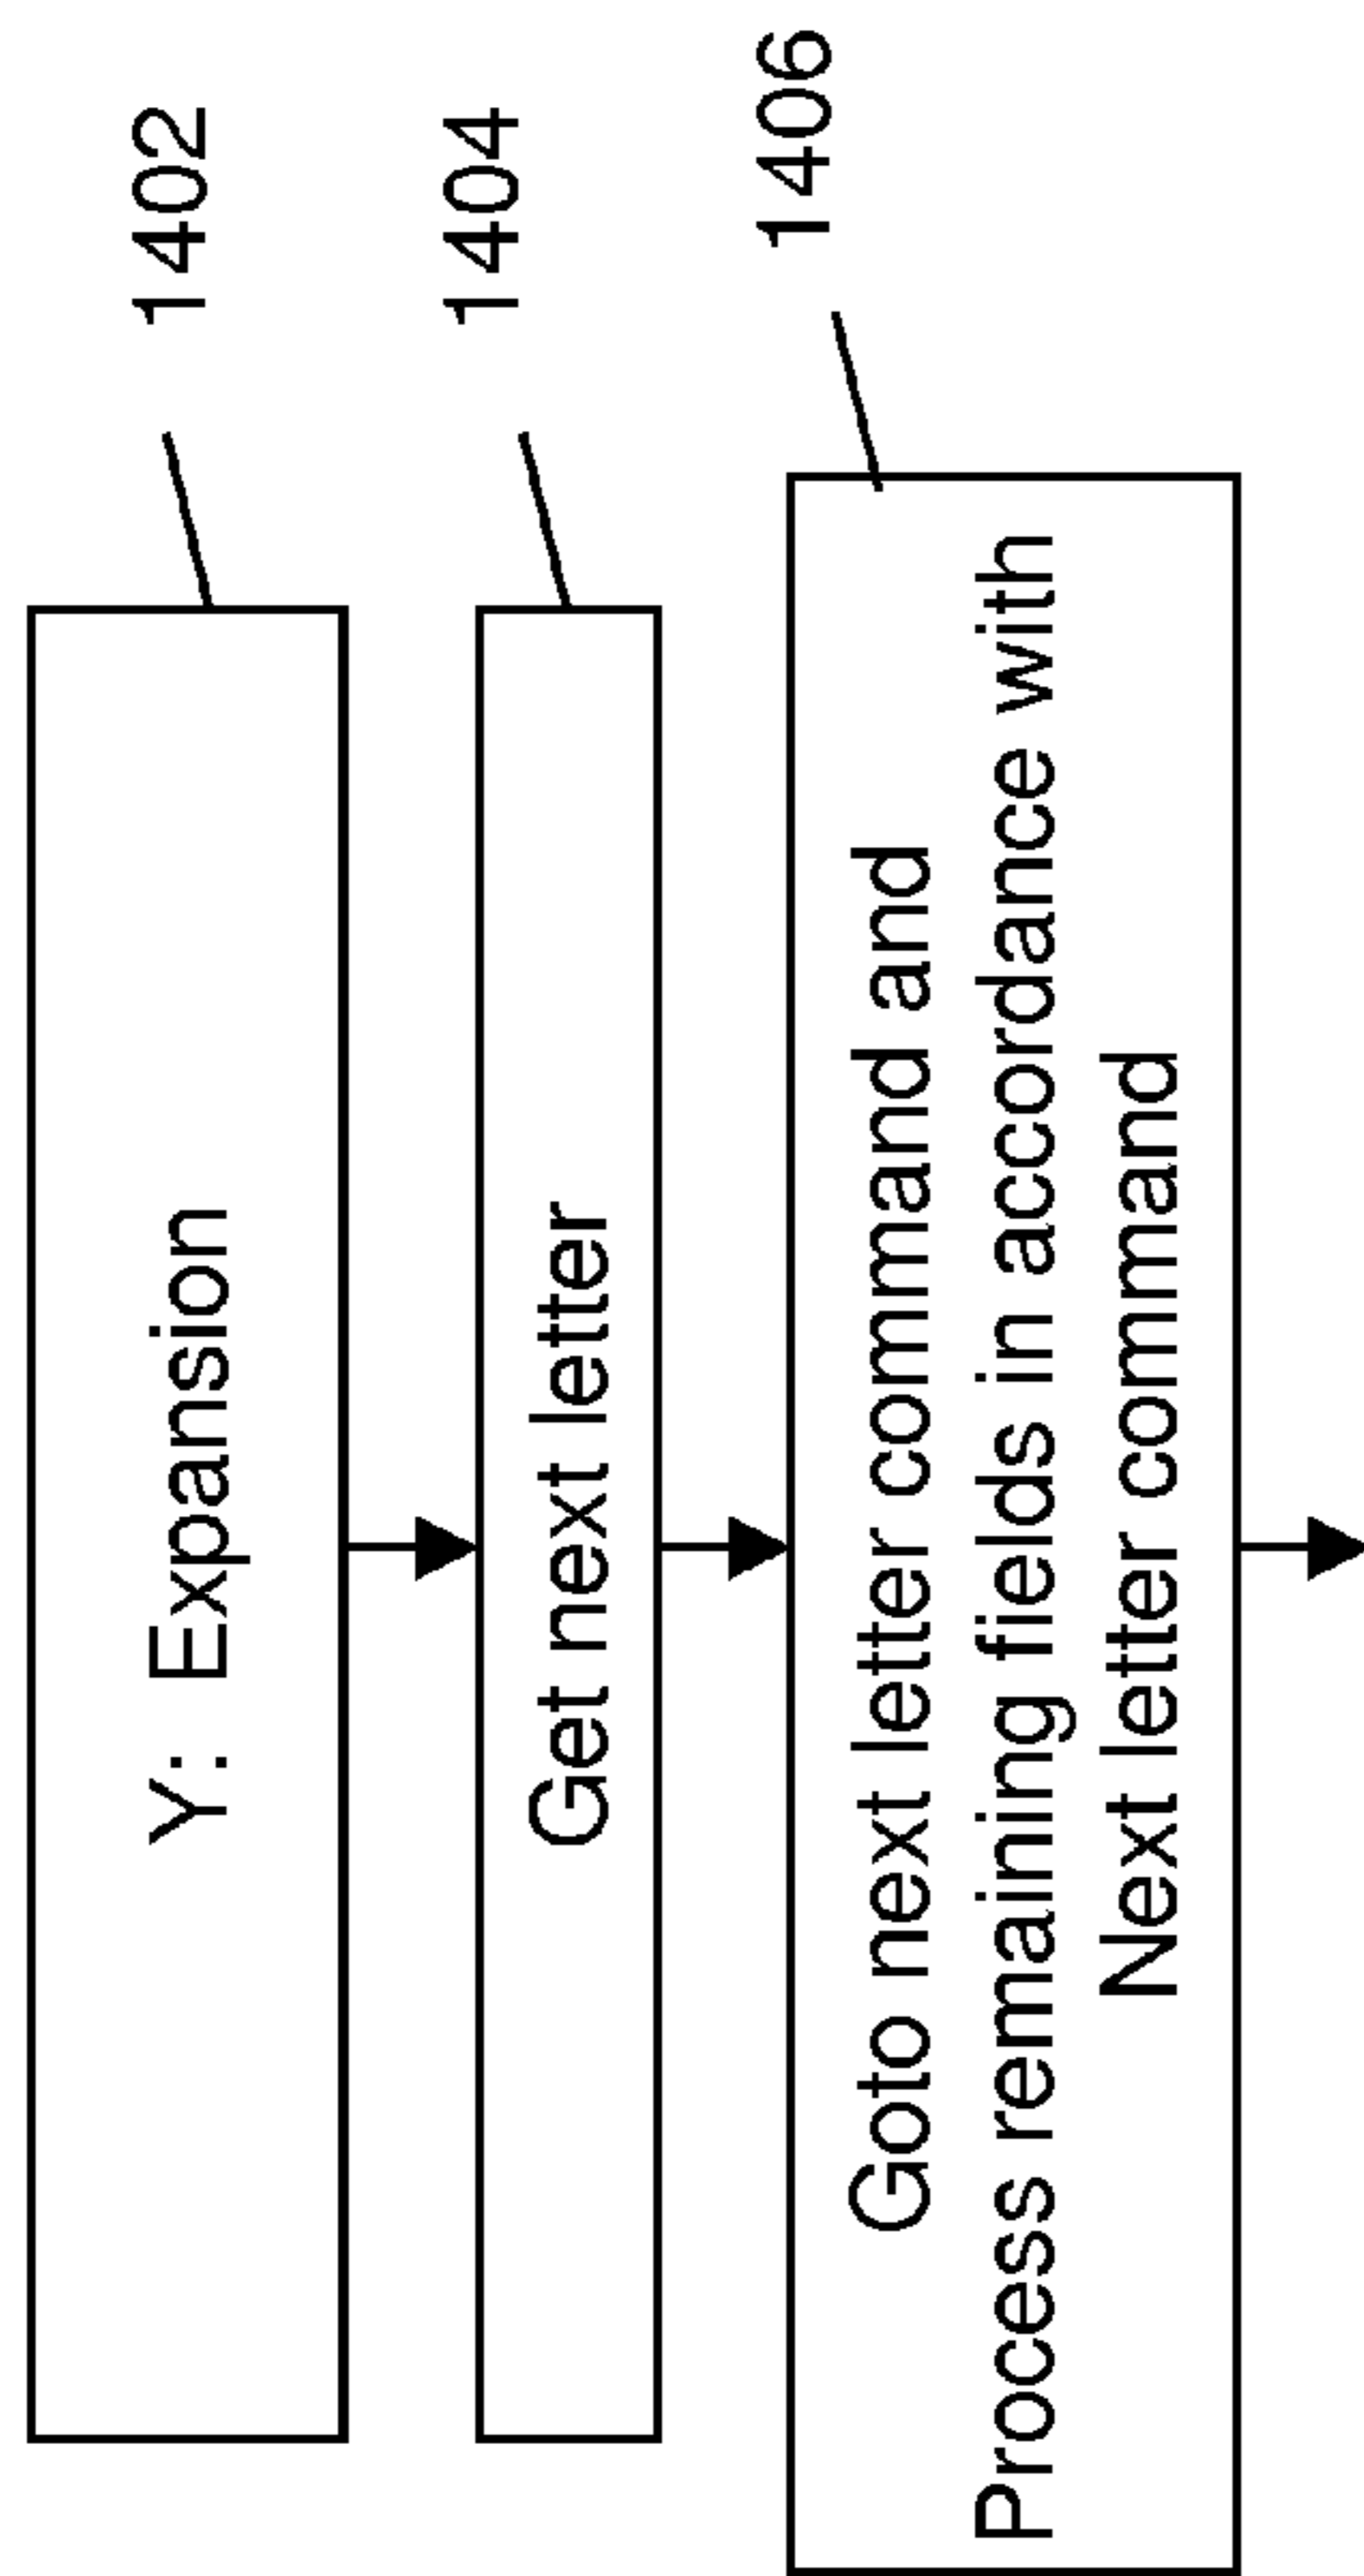 Y: Expansion
1402
Get next letter
1404
Goto next letter command and
Process remaining fields in accordance with
Next letter command
1406